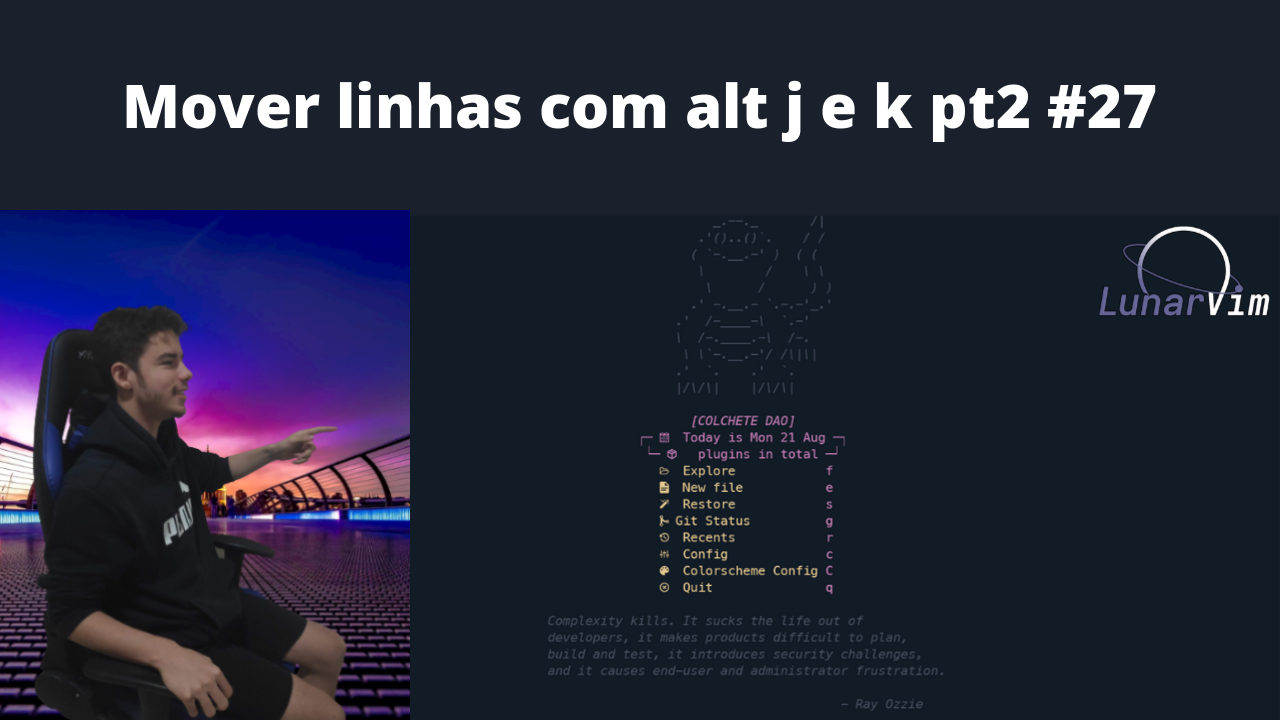 Mover linhas com alt j e k pt2 #27
LunarVim
[COLCHETE DAO]
Today is Mon 21 Aug
plugins in total
Explore f
New file e
Restore s
Git Status g
Recents r
Config c
Colorscheme Config C
Quit q
Complexity kills. It sucks the life out of
developers, it makes products difficult to plan,
build and test, it introduces security challenges,
and it causes end-user and administrator frustration.
- Ray Ozzie